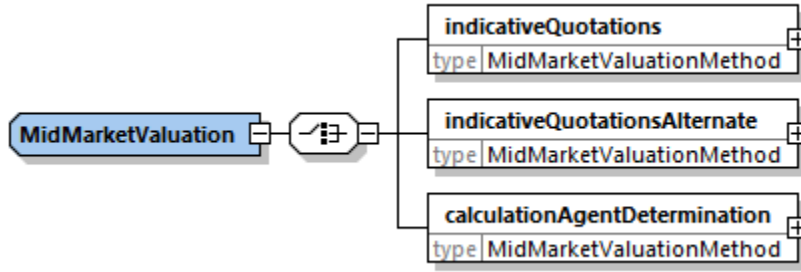 indicativeQuotations
type MidMarketValuationMethod
MidMarketValuation
indicativeQuotationsAlternate
type MidMarketValuationMethod
calculationAgentDetermination
type MidMarketValuationMethod